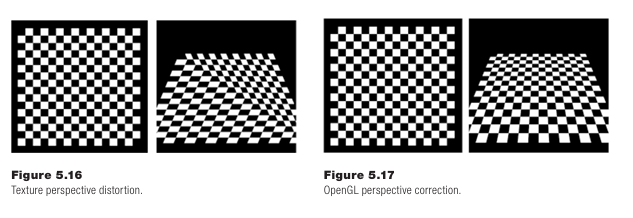 Figure 5.16
Texture perspective distortion.
Figure 5.17
OpenGL perspective correction.